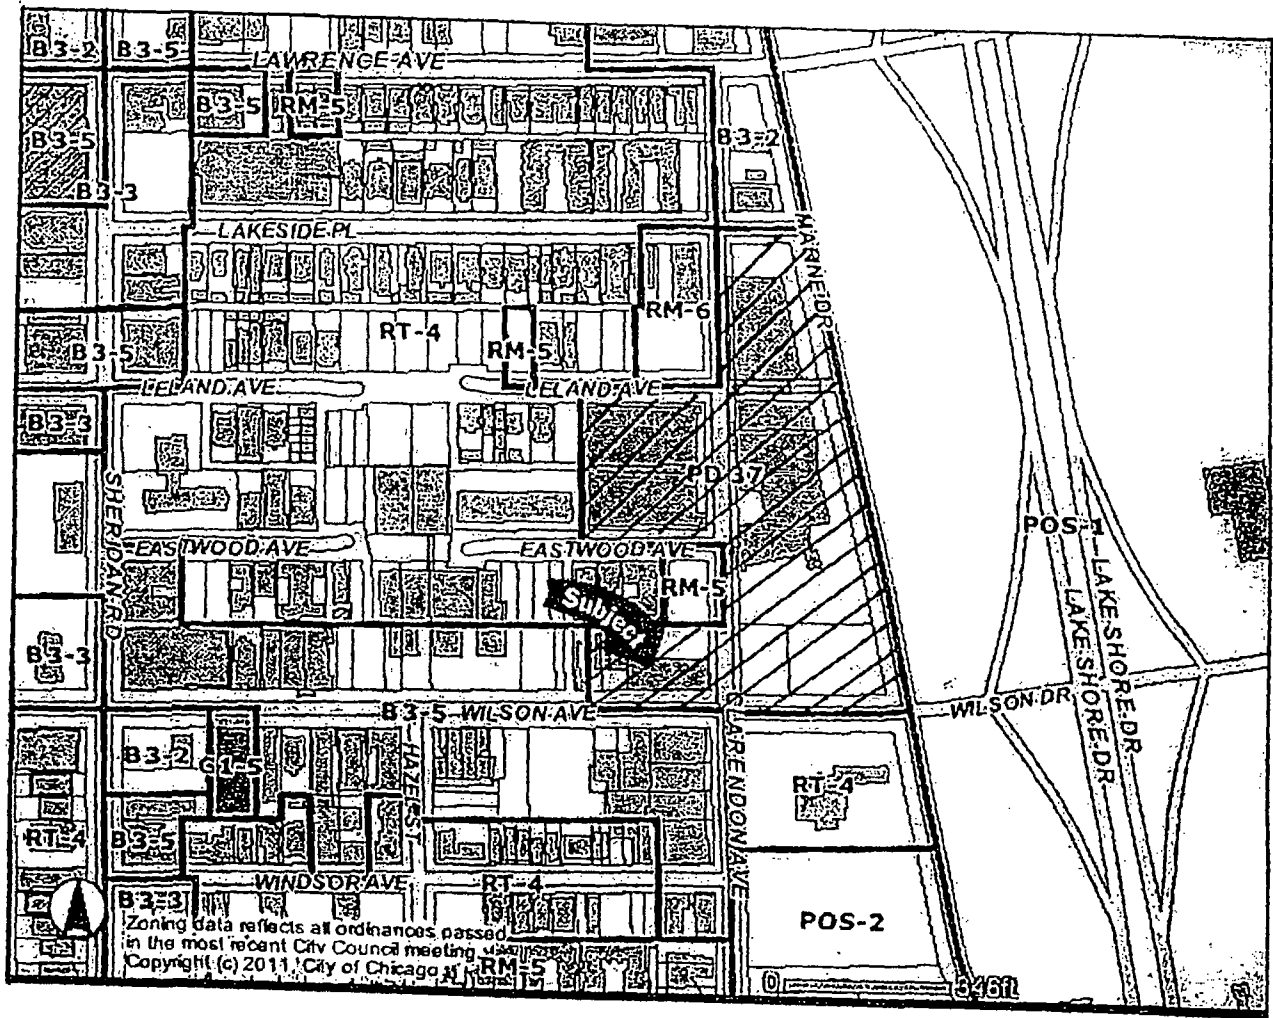 B3-2
B3-5
LAWRENCE AVE
B3-5
RM-5
B3-5
B3-2
B3-3
LAKESIDE PL
MARINE DR
RM-6
RT-4
B3-5
RM-5
LELAND AVE
LELAND AVE
B3-3
PD 37
SHERIDAN RD
POS-1
EASTWOOD AVE
EASTWOOD AVE
RM-5
Subject
LAKE SHORE DR
LAKE SHORE DR
B3-3
B3-5
WILSON AVE
WILSON DR
B3-2
C1-5
HAZEL ST
CLARENDON AVE
RT-4
RT-4
B3-5
WINDSOR AVE
RT-4
B3-3
POS-2
Zoning data reflects all ordinances passed
in the most recent City Council meeting
Copyright (c) 2011, City of Chicago
RM-5
0
546ft